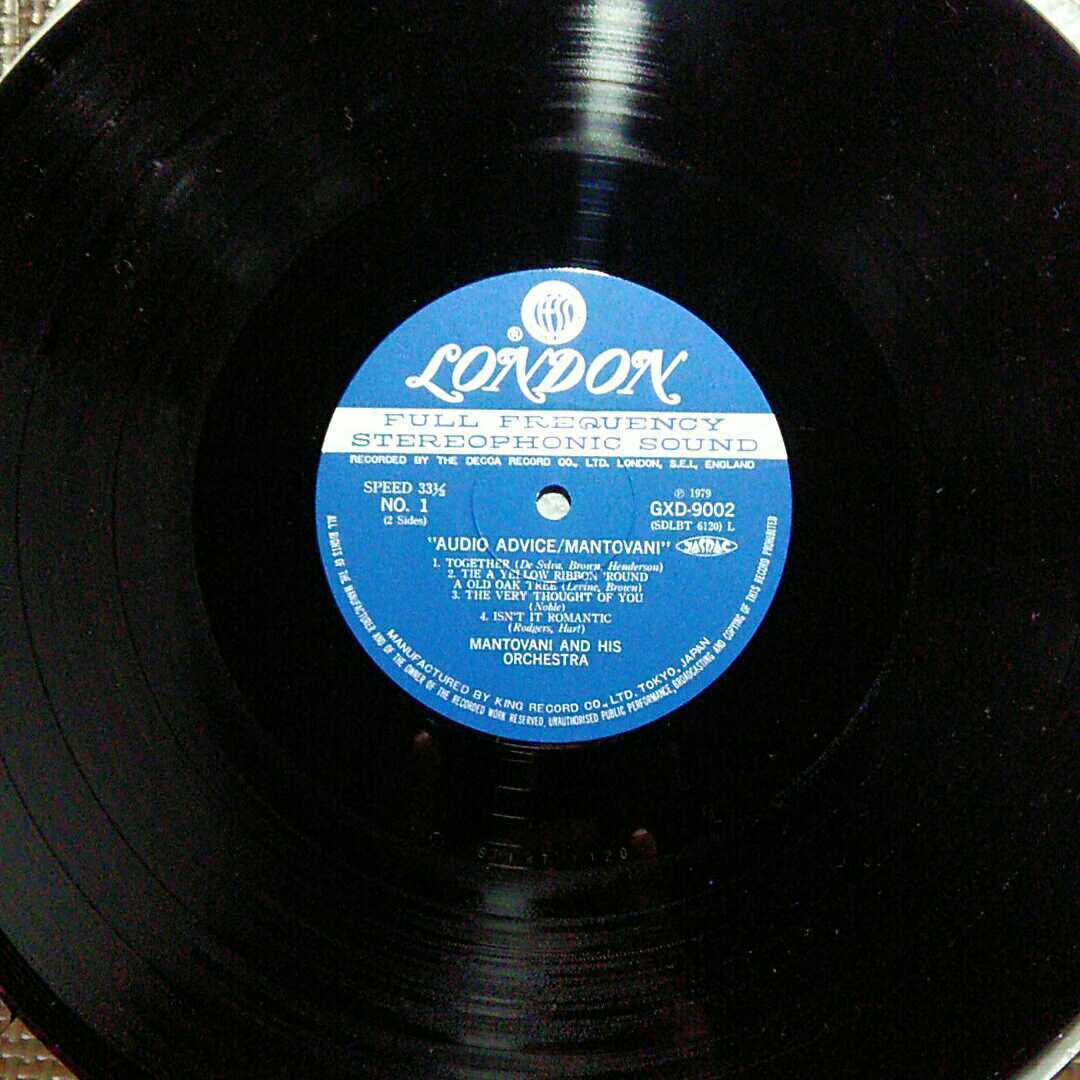 ffss
®
LONDON
FULL FREQUENCY
STEREOPHONIC SOUND
RECORDED BY THE DECCA RECORD CO., LTD. LONDON, S.E.I., ENGLAND
SPEED 33⅓
NO. 1
(2 Sides)
℗ 1979
GXD-9002
(SDLBT 6120) L
"AUDIO ADVICE/MANTOVANI"
JASRAC
1. TOGETHER (De Sylva, Brown, Henderson)
2. TIE A YELLOW RIBBON 'ROUND
A OLD OAK TREE (Levine, Brown)
3. THE VERY THOUGHT OF YOU
(Noble)
4. ISN'T IT ROMANTIC
(Rodgers, Hart)
MANTOVANI AND HIS
ORCHESTRA
MANUFACTURED BY KING RECORD CO., LTD. TOKYO, JAPAN
ALL RIGHTS OF THE MANUFACTURER AND OF THE OWNER OF THE RECORDED WORK RESERVED, UNAUTHORISED PUBLIC PERFORMANCE, BROADCASTING AND COPYING OF THIS RECORD PROHIBITED